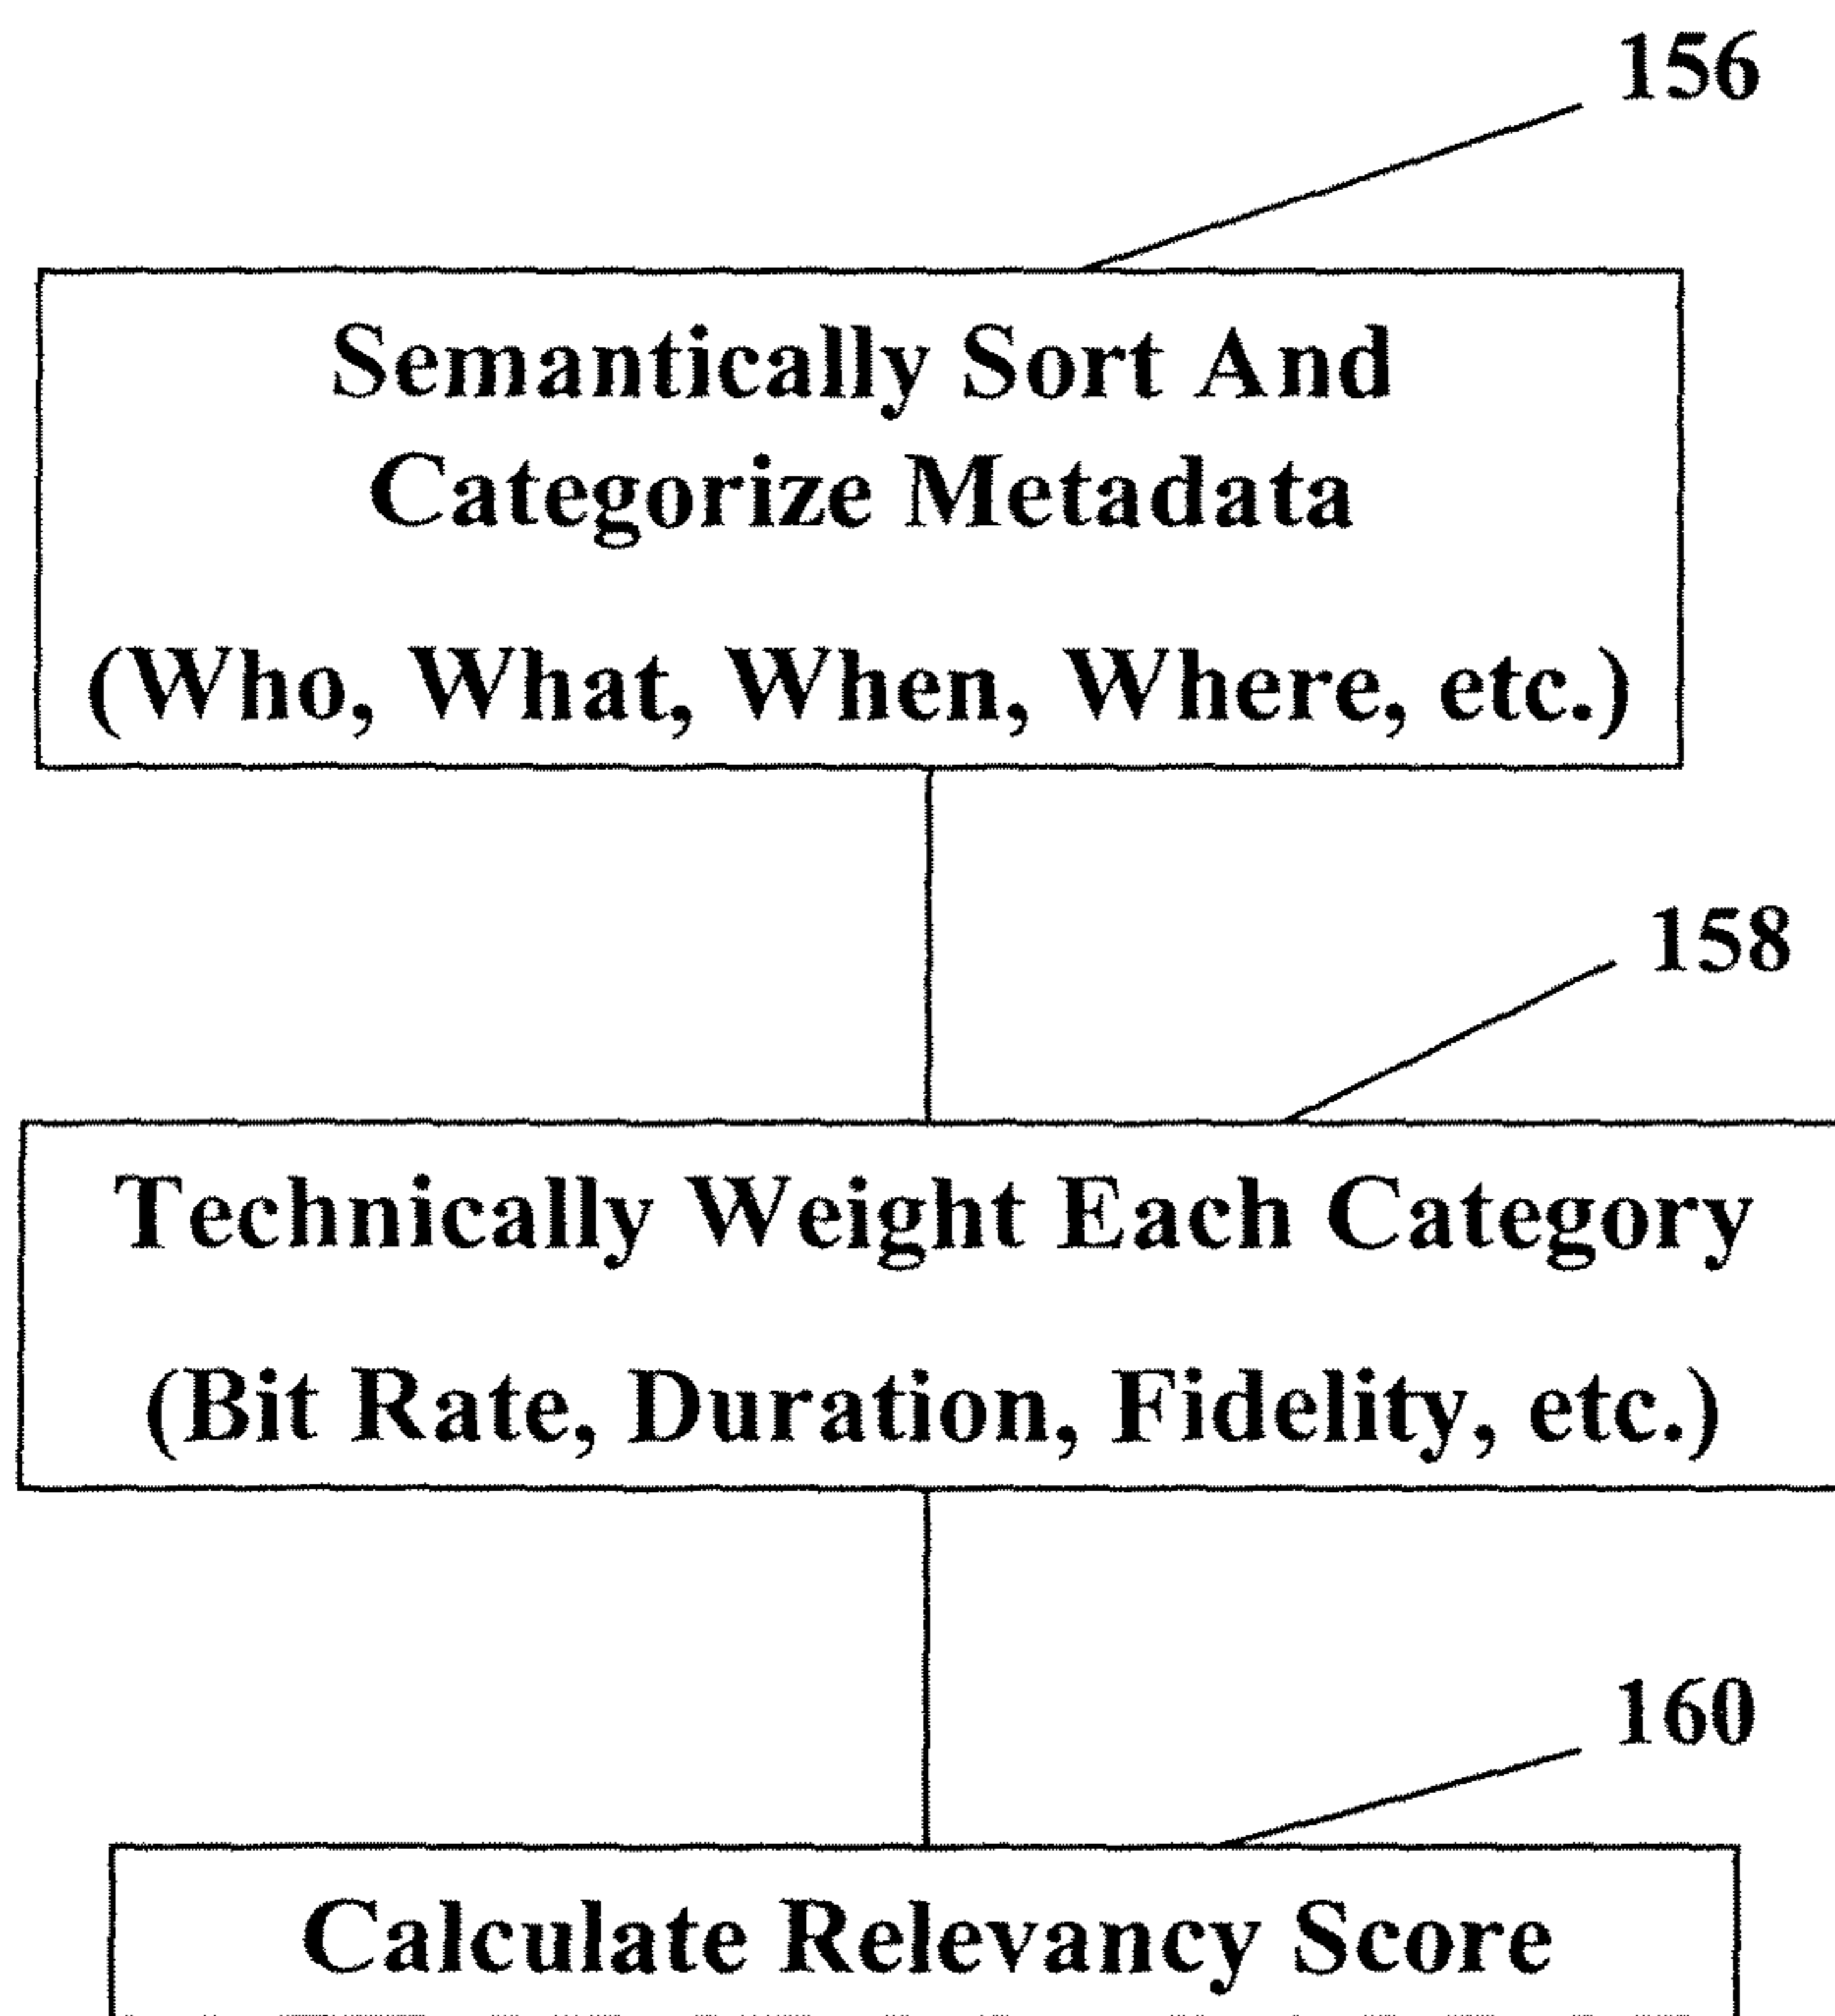 156
Semantically Sort And
Categorize Metadata
(Who, What, When, Where, etc.)
158
Technically Weight Each Category
(Bit Rate, Duration, Fidelity, etc.)
160
Calculate Relevancy Score